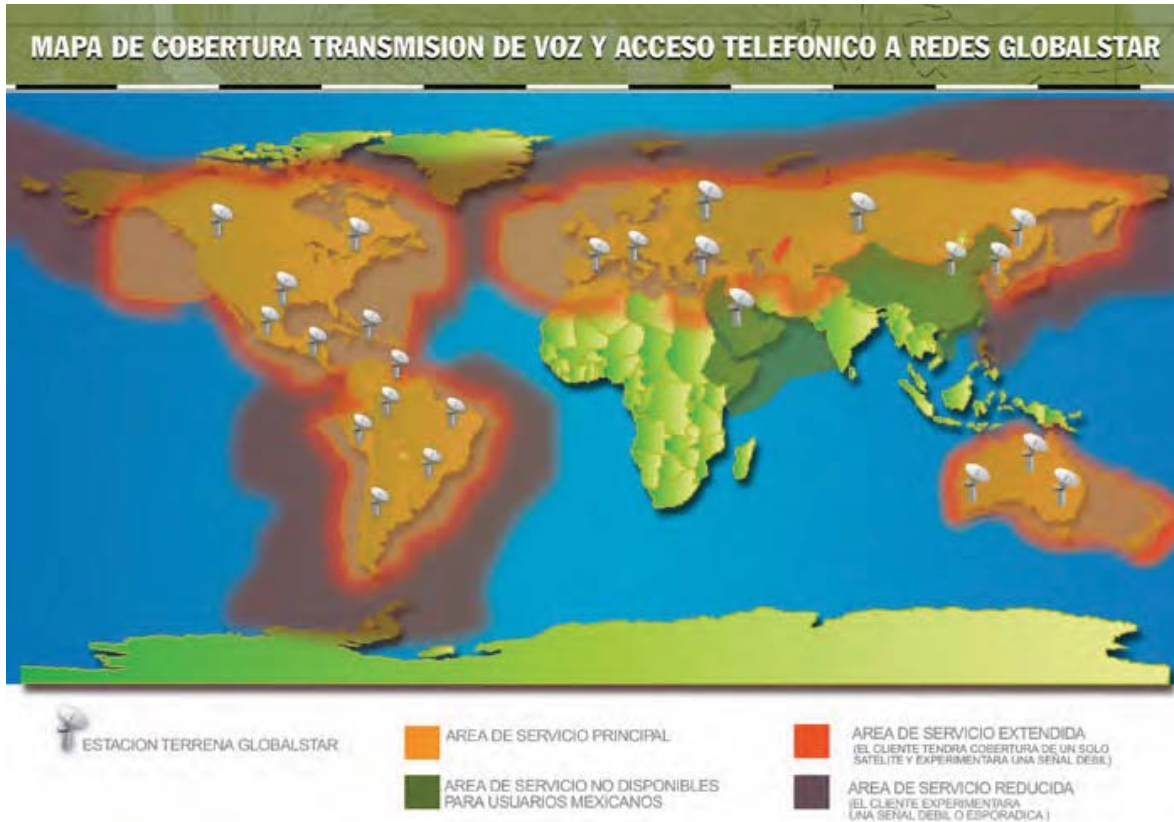 MAPA DE COBERTURA TRANSMISION DE VOZ Y ACCESO TELEFÓNICO A REDES GLOBALSTAR
ESTACION TERRENA GLOBALSTAR
AREA DE SERVICIO PRINCIPAL
AREA DE SERVICIO NO DISPONIBLES
PARA USUARIOS MEXICANOS
AREA DE SERVICIO EXTENDIDA
(EL CLIENTE TENDRA COBERTURA DE UN SOLO
SATELITE Y EXPERIMENTARA UNA SEÑAL DEBIL)
AREA DE SERVICIO REDUCIDA
(EL CLIENTE EXPERIMENTARA
UNA SEÑAL DEBIL O ESPORADICA )